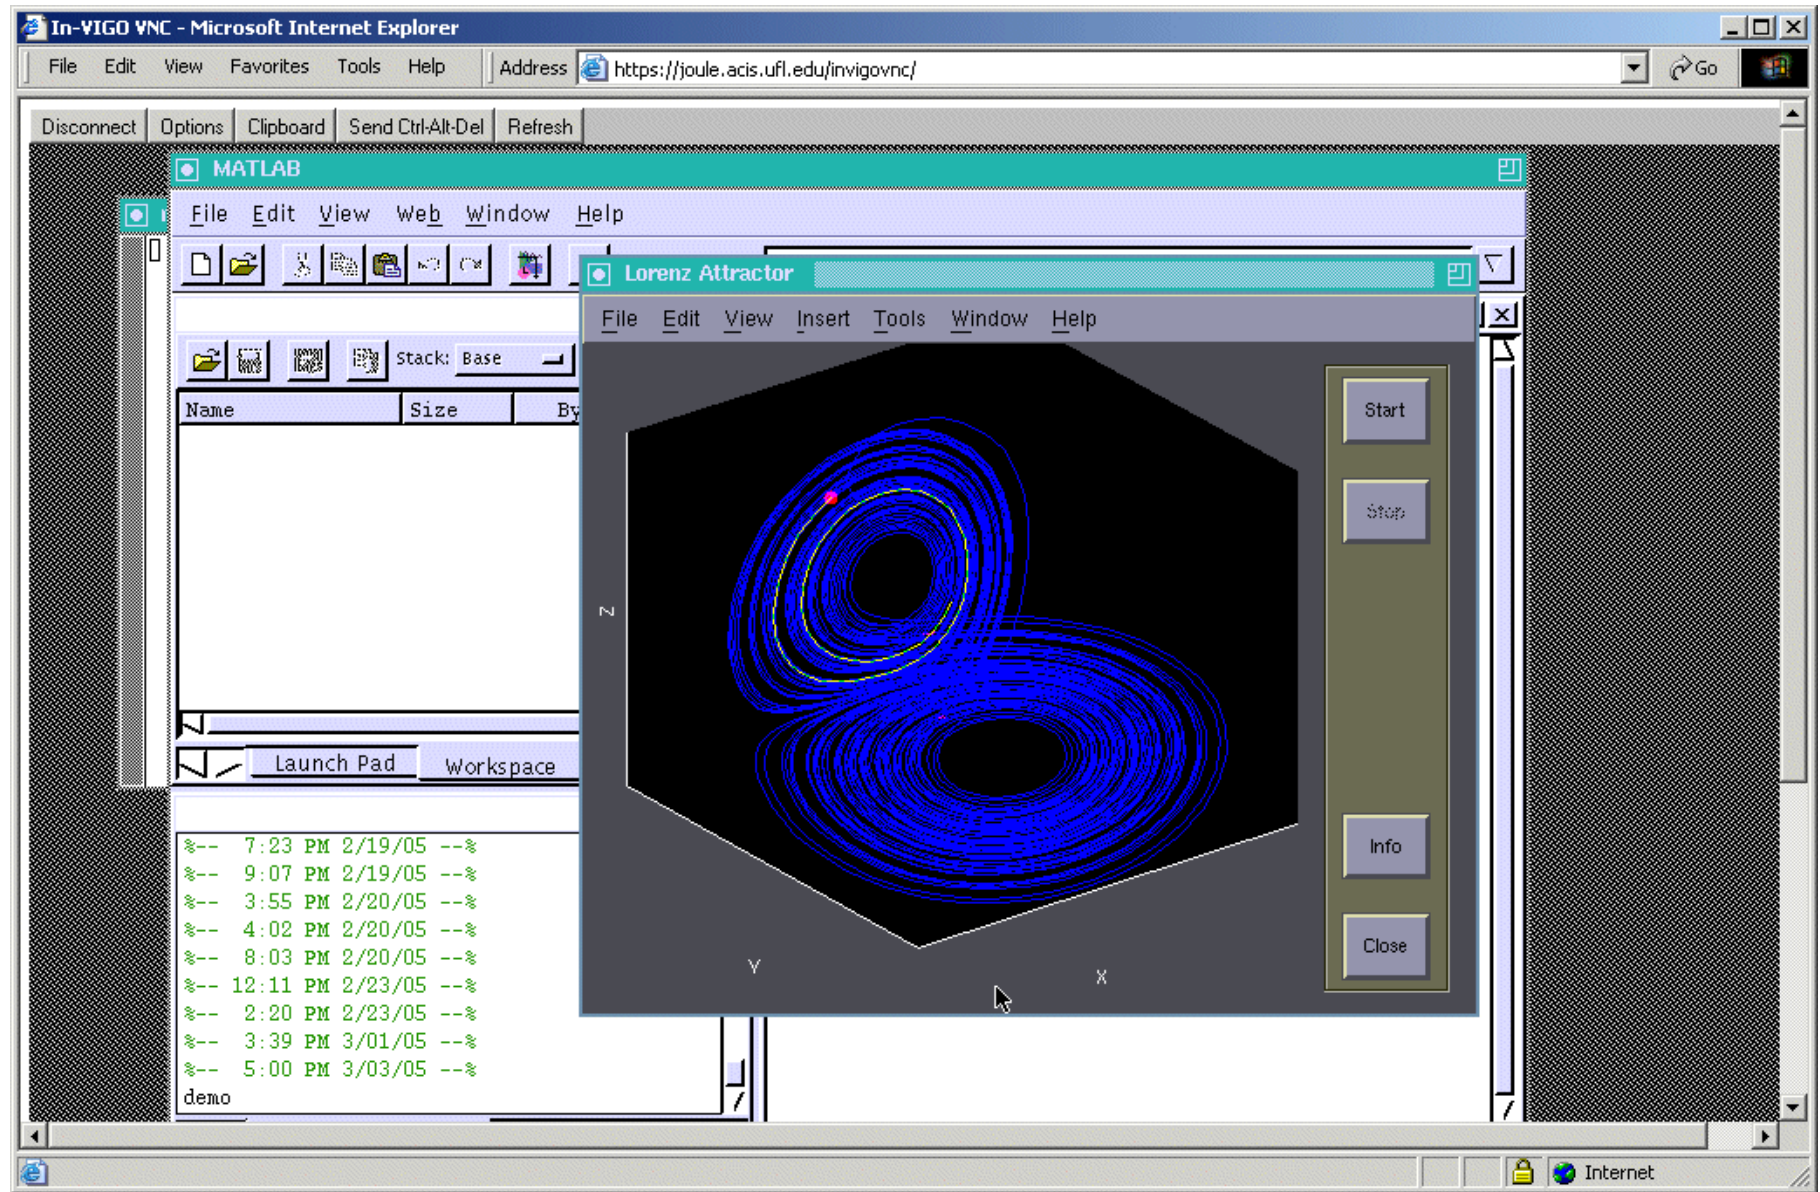 In-VIGO VNC - Microsoft Internet Explorer
File Edit View Favorites Tools Help Address https://joule.acis.ufl.edu/invigovnc/ Go
Disconnect Options Clipboard Send Ctrl-Alt-Del Refresh
MATLAB
File Edit View Web Window Help
Lorenz Attractor
File Edit View Insert Tools Window Help
Stack: Base
Name Size By
Start
Stop
Z
Launch Pad Workspace
%-- 7:23 PM 2/19/05 --%
%-- 9:07 PM 2/19/05 --%
%-- 3:55 PM 2/20/05 --%
%-- 4:02 PM 2/20/05 --%
%-- 8:03 PM 2/20/05 --%
%-- 12:11 PM 2/23/05 --%
%-- 2:20 PM 2/23/05 --%
%-- 3:39 PM 3/01/05 --%
%-- 5:00 PM 3/03/05 --%
demo
Info
Close
Y X
Internet